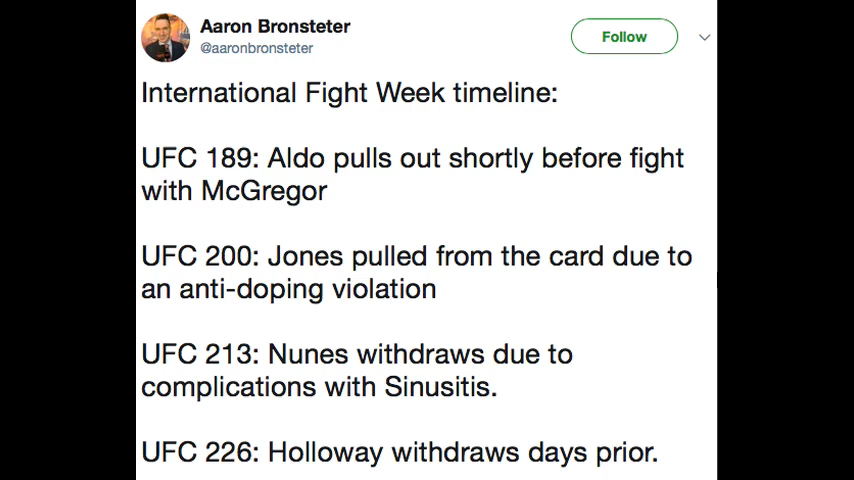 Aaron Bronsteter
@aaronbronsteter
Follow
International Fight Week timeline:
UFC 189: Aldo pulls out shortly before fight
with McGregor
UFC 200: Jones pulled from the card due to
an anti-doping violation
UFC 213: Nunes withdraws due to
complications with Sinusitis.
UFC 226: Holloway withdraws days prior.